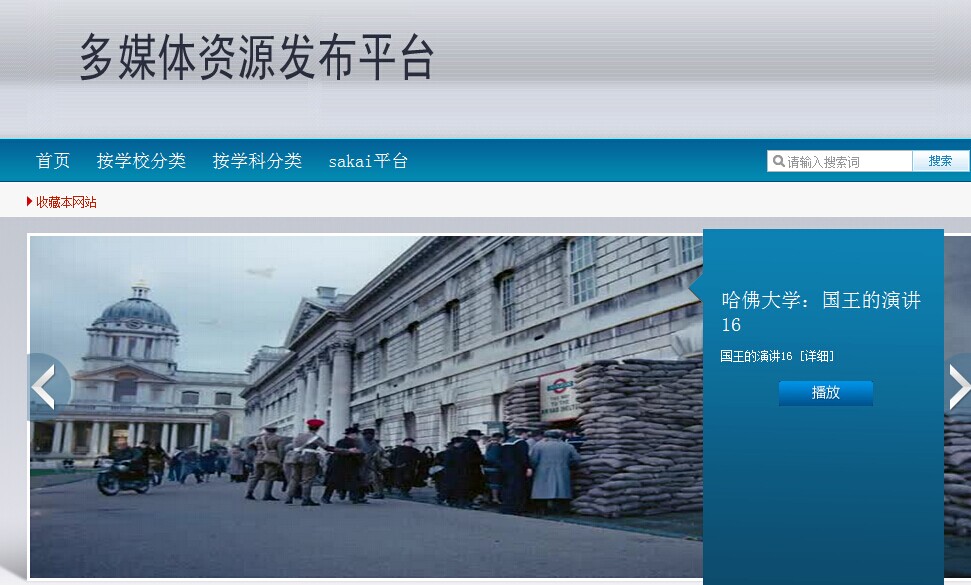 多媒体资源发布平台
首页 按学校分类 按学科分类 sakai平台
请输入搜索词 搜索
收藏本网站
哈佛大学：国王的演讲
16
国王的演讲16 [详细]
播放